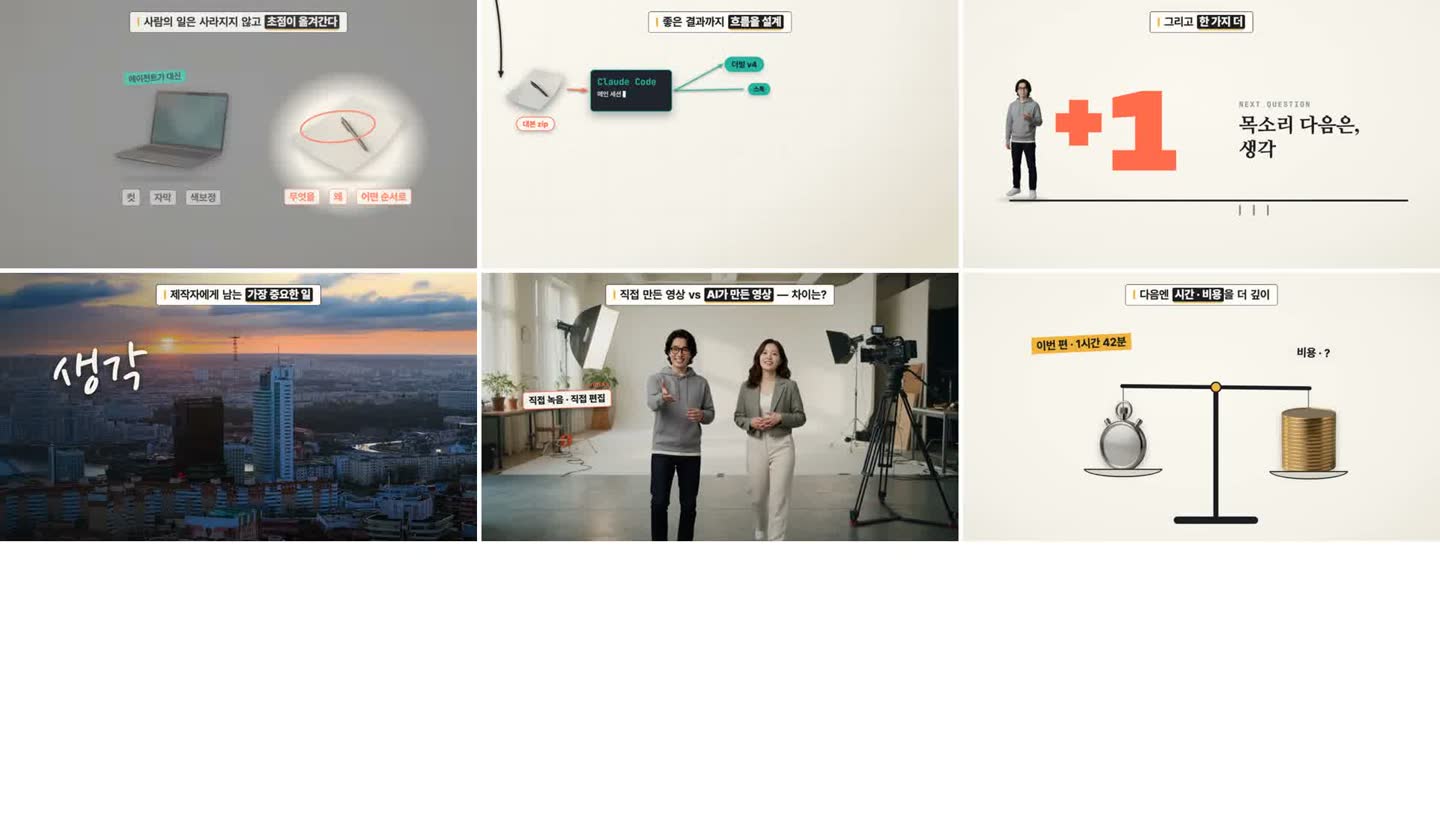 사람의 일은 사라지지 않고 초점이 옮겨간다
에이전트가 대신
컷 자막 색보정
무엇을 왜 어떤 순서로
좋은 결과까지 흐름을 설계
대본 zip
Claude Code
메인 세션
더빙 v4
스톡
그리고 한 가지 더
+1
NEXT QUESTION
목소리 다음은,
생각
제작자에게 남는 가장 중요한 일
생각
직접 만든 영상 vs AI가 만든 영상 — 차이는?
직접 녹음 · 직접 편집
다음엔 시간 · 비용을 더 깊이
이번 편 · 1시간 42분
비용 · ?